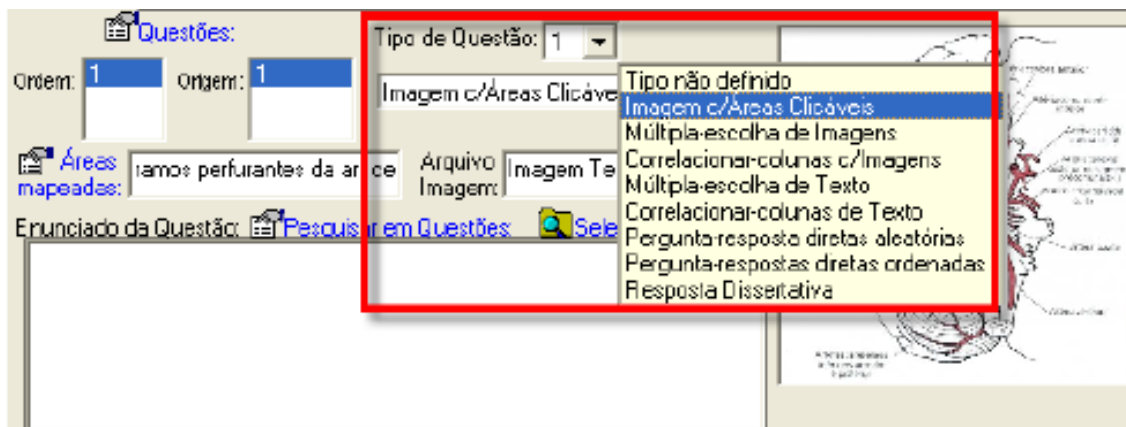 Questões:
Tipo de Questão: 1
Ordem: 1
Origem: 1
Imagem c/Áreas Clicáve
Tipo não definido
Imagem c/Áreas Clicáveis
Múltipla-escolha de Imagens
Correlacionar-colunas c/Imagens
Múltipla-escolha de Texto
Correlacionar-colunas de Texto
Pergunta-resposta diretas aleatórias
Pergunta-respostas diretas ordenadas
Resposta Dissertativa
Áreas mapeadas:
ramos perfurantes da
Arquivo Imagem:
Imagem Te
Enunciado da Questão:
Pesquisar em Questões:
Sele